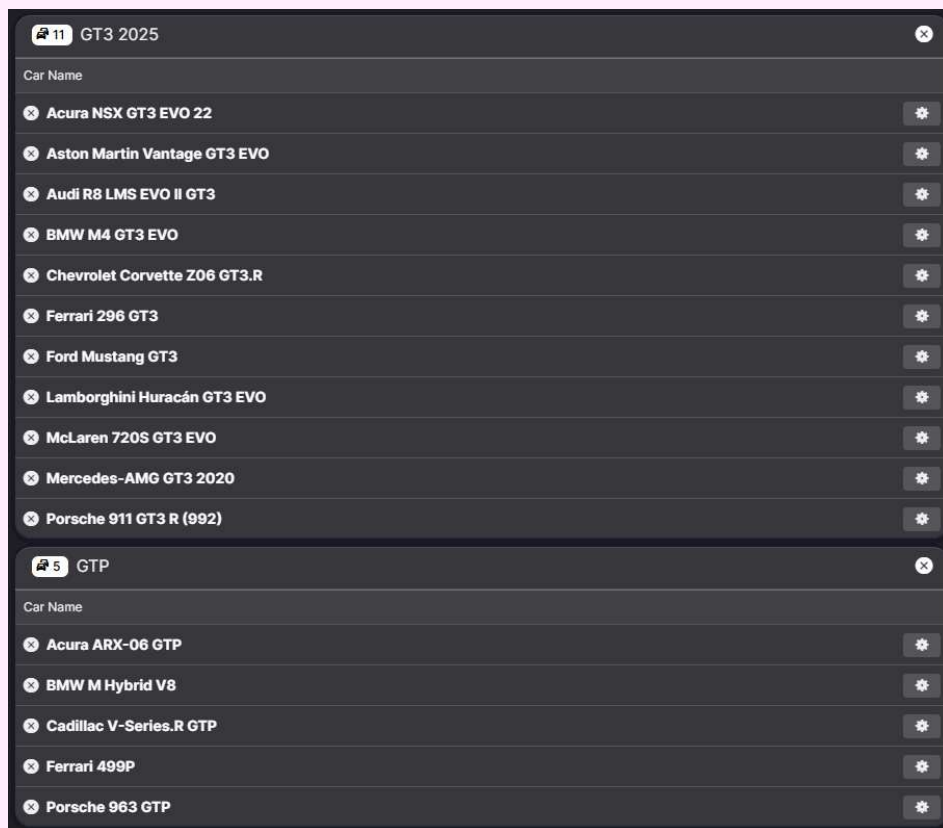 11 GT3 2025
Car Name
Acura NSX GT3 EVO 22
Aston Martin Vantage GT3 EVO
Audi R8 LMS EVO II GT3
BMW M4 GT3 EVO
Chevrolet Corvette Z06 GT3.R
Ferrari 296 GT3
Ford Mustang GT3
Lamborghini Huracán GT3 EVO
McLaren 720S GT3 EVO
Mercedes-AMG GT3 2020
Porsche 911 GT3 R (992)
5 GTP
Car Name
Acura ARX-06 GTP
BMW M Hybrid V8
Cadillac V-Series.R GTP
Ferrari 499P
Porsche 963 GTP